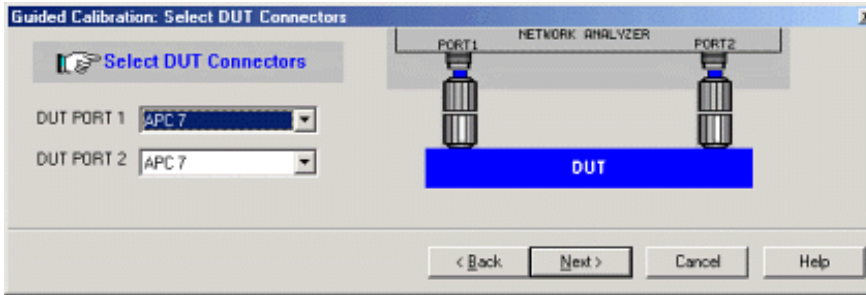 Guided Calibration: Select DUT Connectors
Select DUT Connectors
DUT PORT 1 APC 7
DUT PORT 2 APC 7
NETWORK ANALYZER
PORT1 PORT2
DUT
< Back Next > Cancel Help